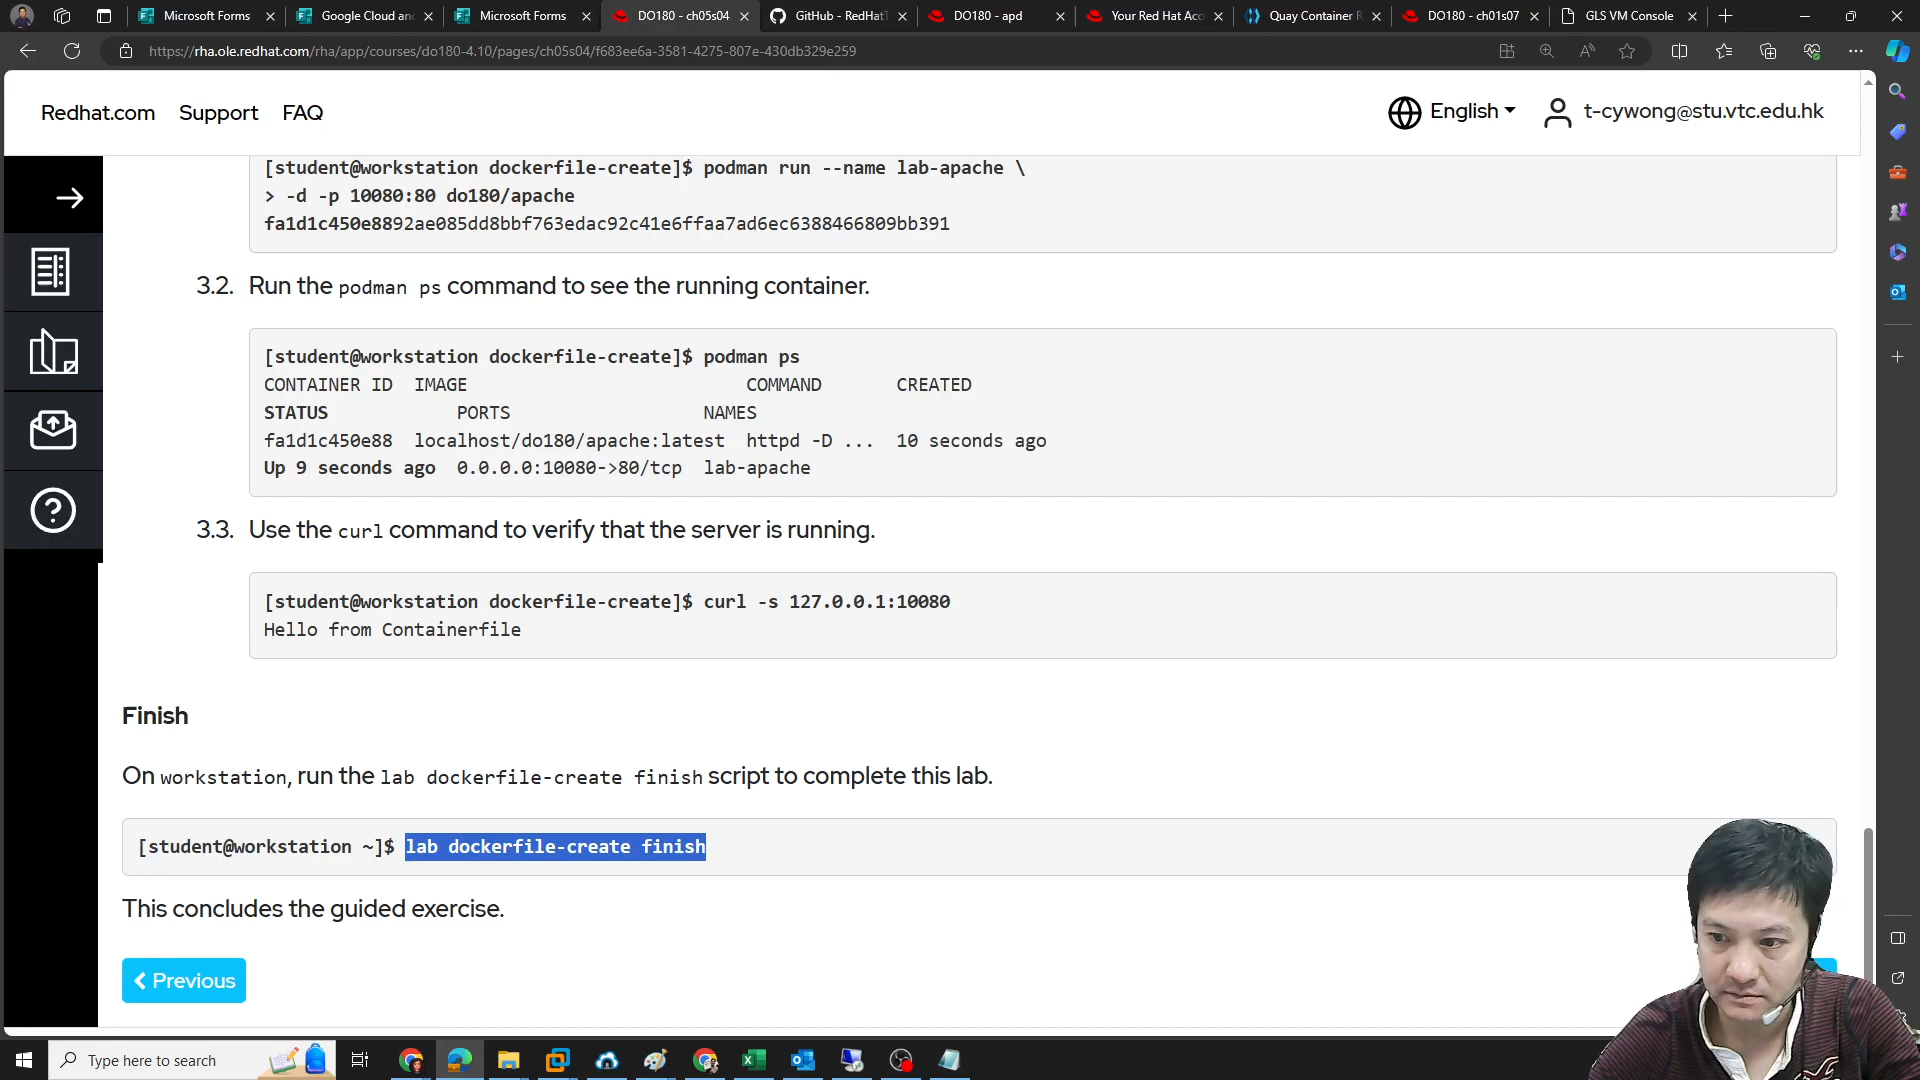 Microsoft Forms
Google Cloud and
Microsoft Forms
DO180 - ch05s04
GitHub - RedHatT
DO180 - apd
Your Red Hat Acc
Quay Container R
DO180 - ch01s07
GLS VM Console
https://rha.ole.redhat.com/rha/app/courses/do180-4.10/pages/ch05s04/f683ee6a-3581-4275-807e-430db329e259
Redhat.com Support FAQ
English
t-cywong@stu.vtc.edu.hk
[student@workstation dockerfile-create]$ podman run --name lab-apache \
> -d -p 10080:80 do180/apache
fa1d1c450e8892ae085dd8bbf763edac92c41e6ffaa7ad6ec6388466809bb391
3.2. Run the podman ps command to see the running container.
[student@workstation dockerfile-create]$ podman ps
CONTAINER ID IMAGE COMMAND CREATED
STATUS PORTS NAMES
fa1d1c450e88 localhost/do180/apache:latest httpd -D ... 10 seconds ago
Up 9 seconds ago 0.0.0.0:10080->80/tcp lab-apache
3.3. Use the curl command to verify that the server is running.
[student@workstation dockerfile-create]$ curl -s 127.0.0.1:10080
Hello from Containerfile
Finish
On workstation, run the lab dockerfile-create finish script to complete this lab.
[student@workstation ~]$ lab dockerfile-create finish
This concludes the guided exercise.
Previous
Type here to search